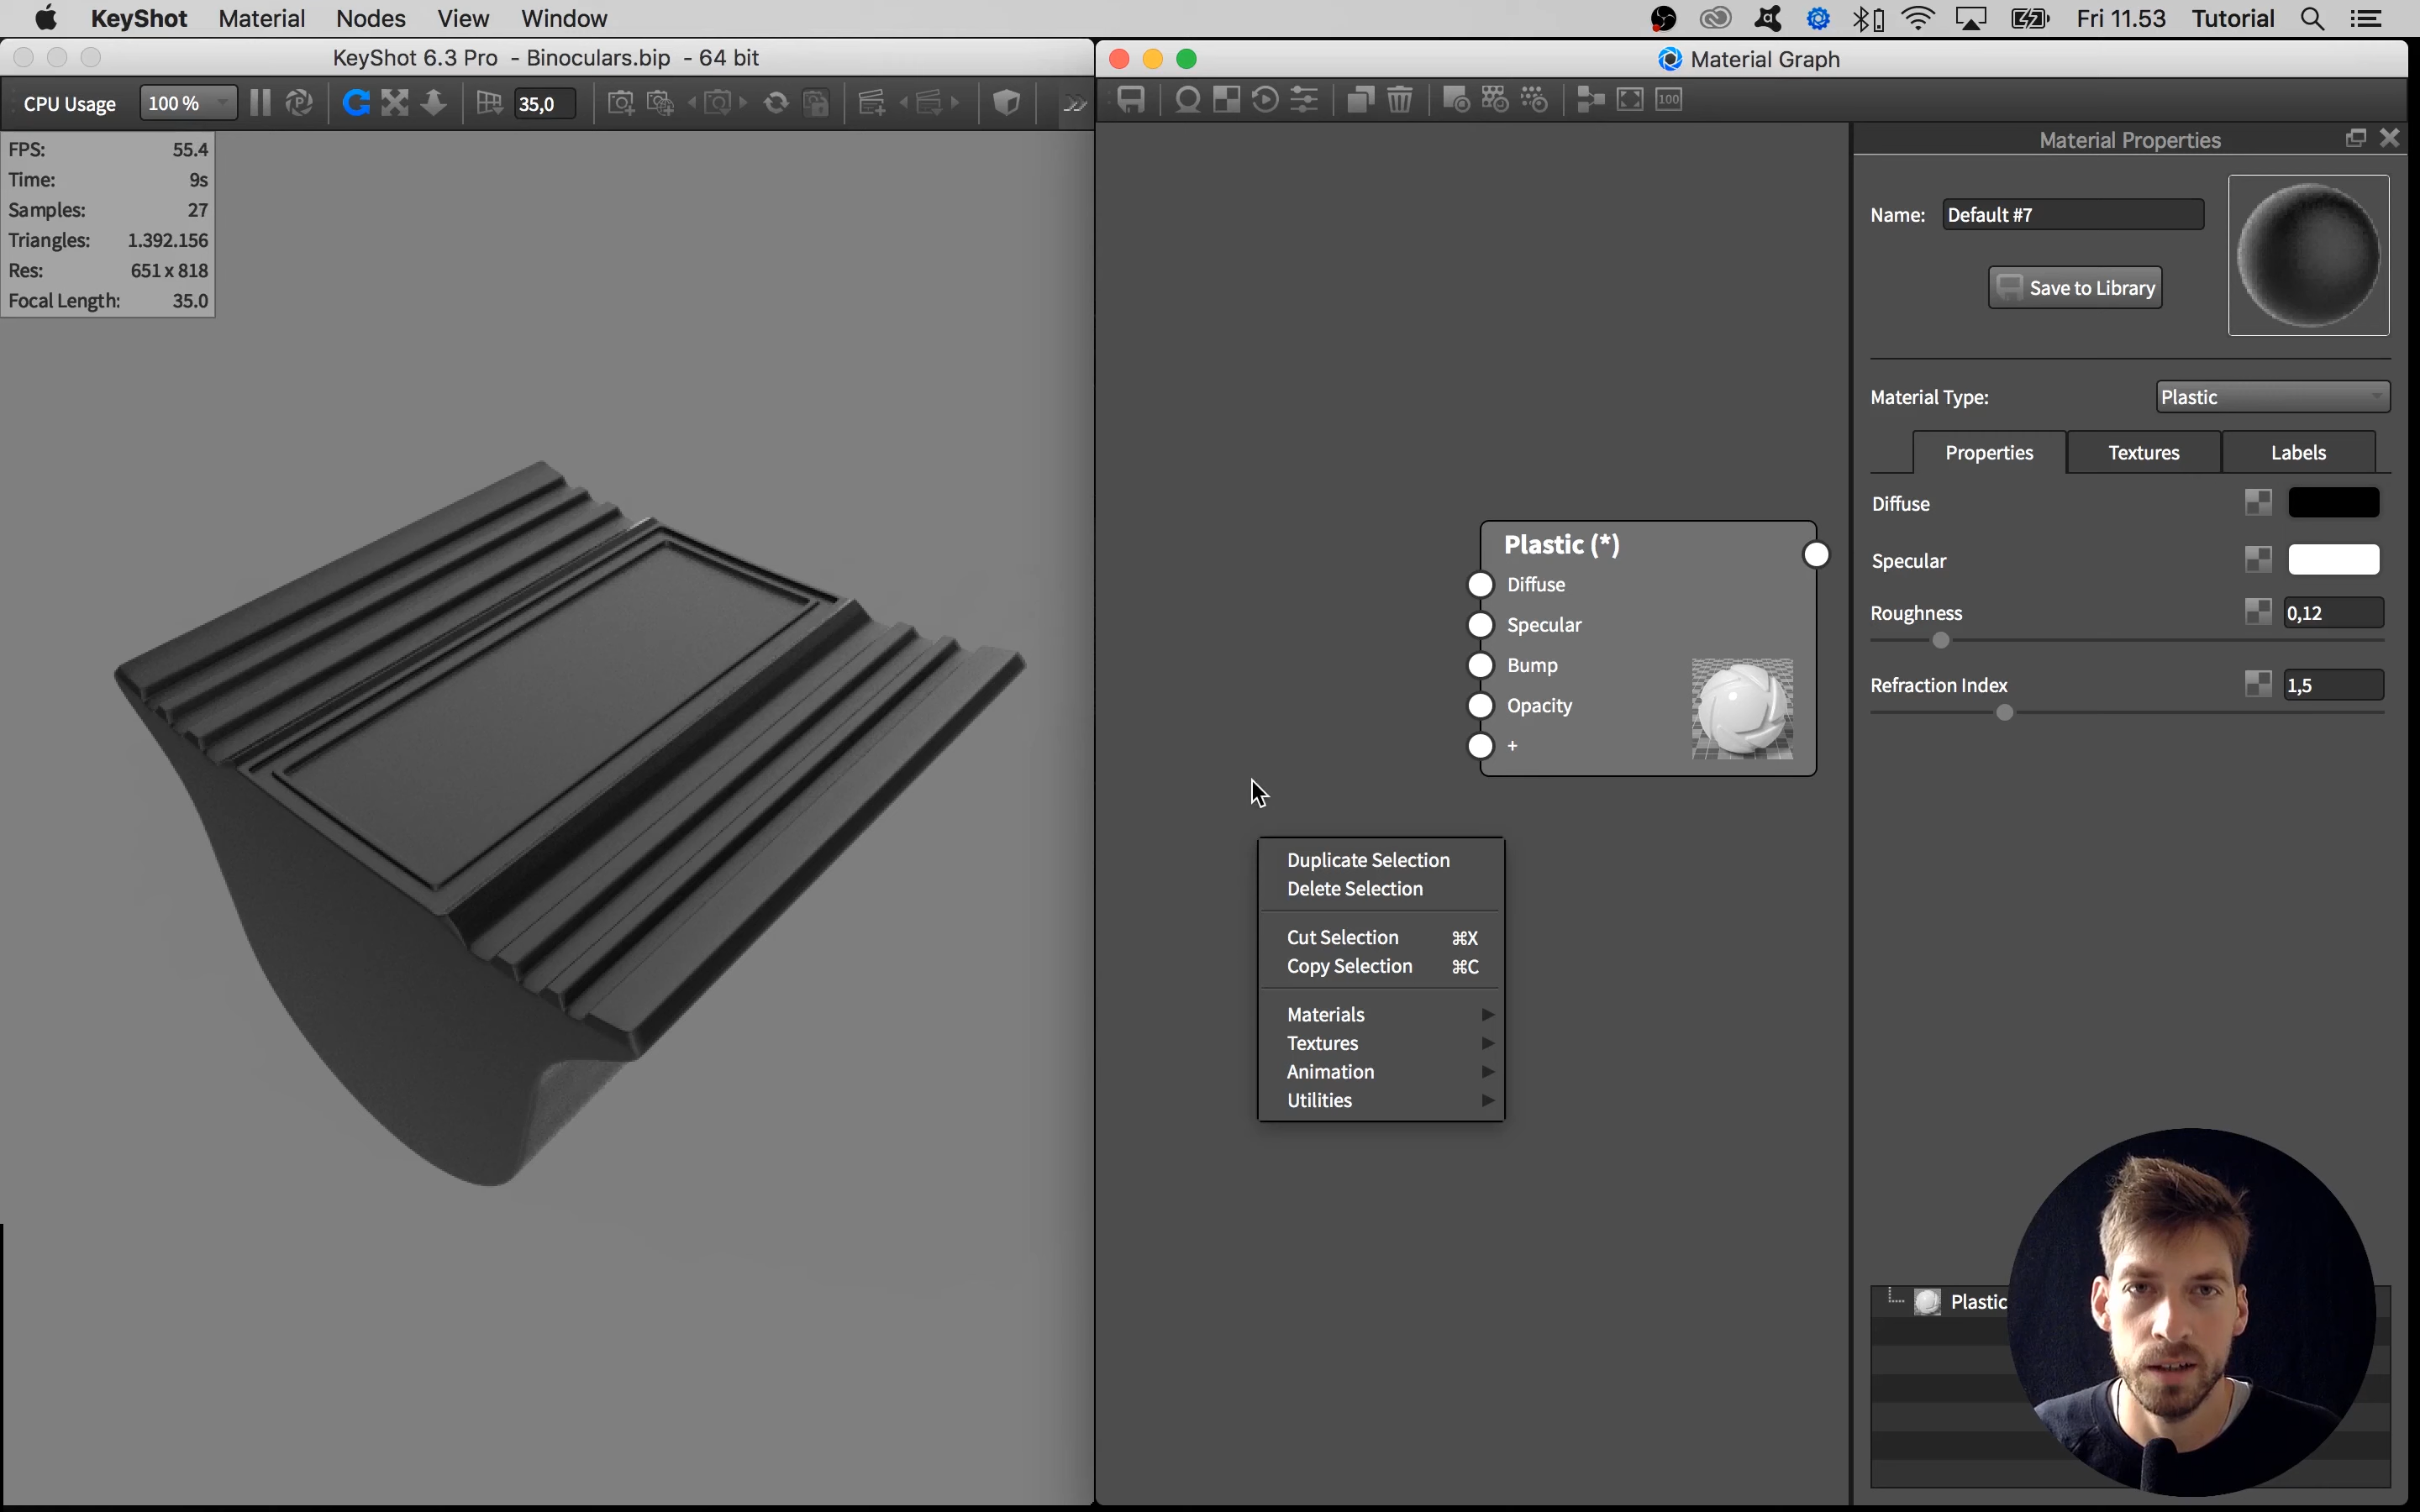 KeyShot Material Nodes View Window Fri 11.53 Tutorial
KeyShot 6.3 Pro - Binoculars.bip - 64 bit
CPU Usage 100 % 35,0
FPS: 55.4
Time: 9s
Samples: 27
Triangles: 1.392.156
Res: 651 x 818
Focal Length: 35.0
Material Graph
100
Plastic (*)
Diffuse
Specular
Bump
Opacity
+
Duplicate Selection
Delete Selection
Cut Selection ⌘X
Copy Selection ⌘C
Materials
Textures
Animation
Utilities
Material Properties
Name: Default #7
Save to Library
Material Type: Plastic
Properties Textures Labels
Diffuse
Specular
Roughness 0,12
Refraction Index 1,5
Plastic